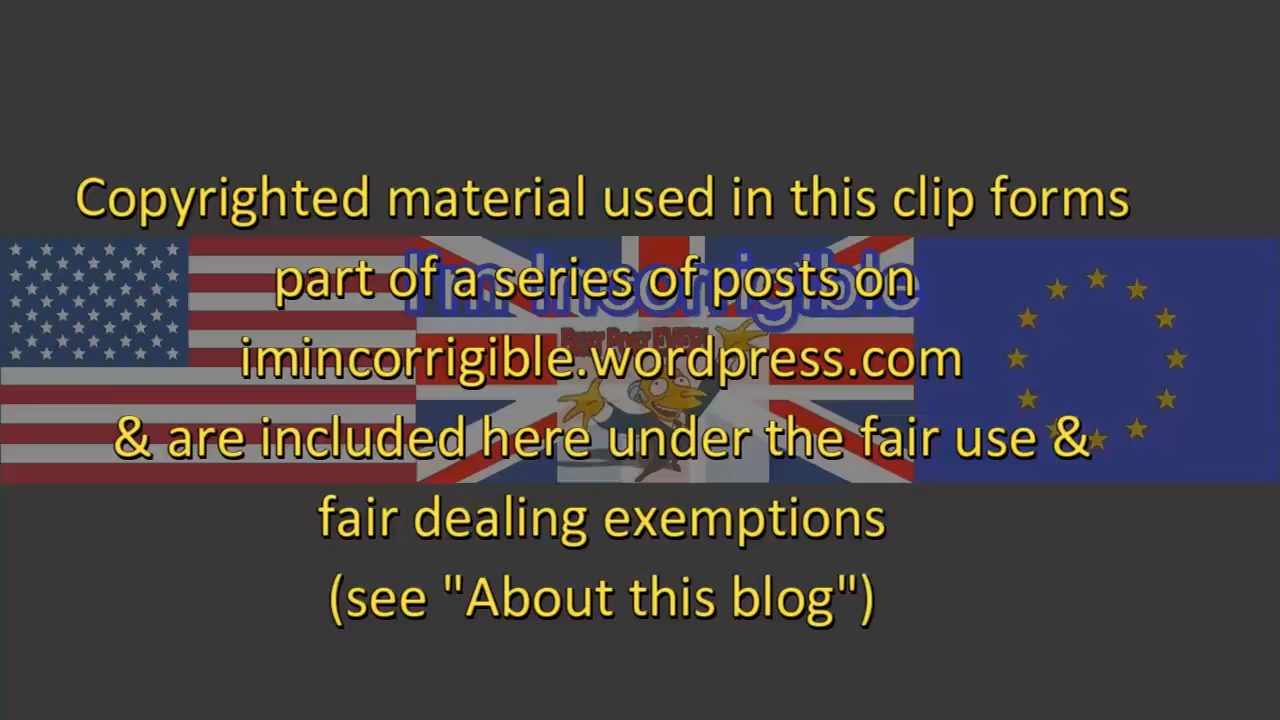 Copyrighted material used in this clip forms
part of a series of posts on
I'm Incorrigible
imincorrigible.wordpress.com
& are included here under the fair use &
fair dealing exemptions
(see "About this blog")